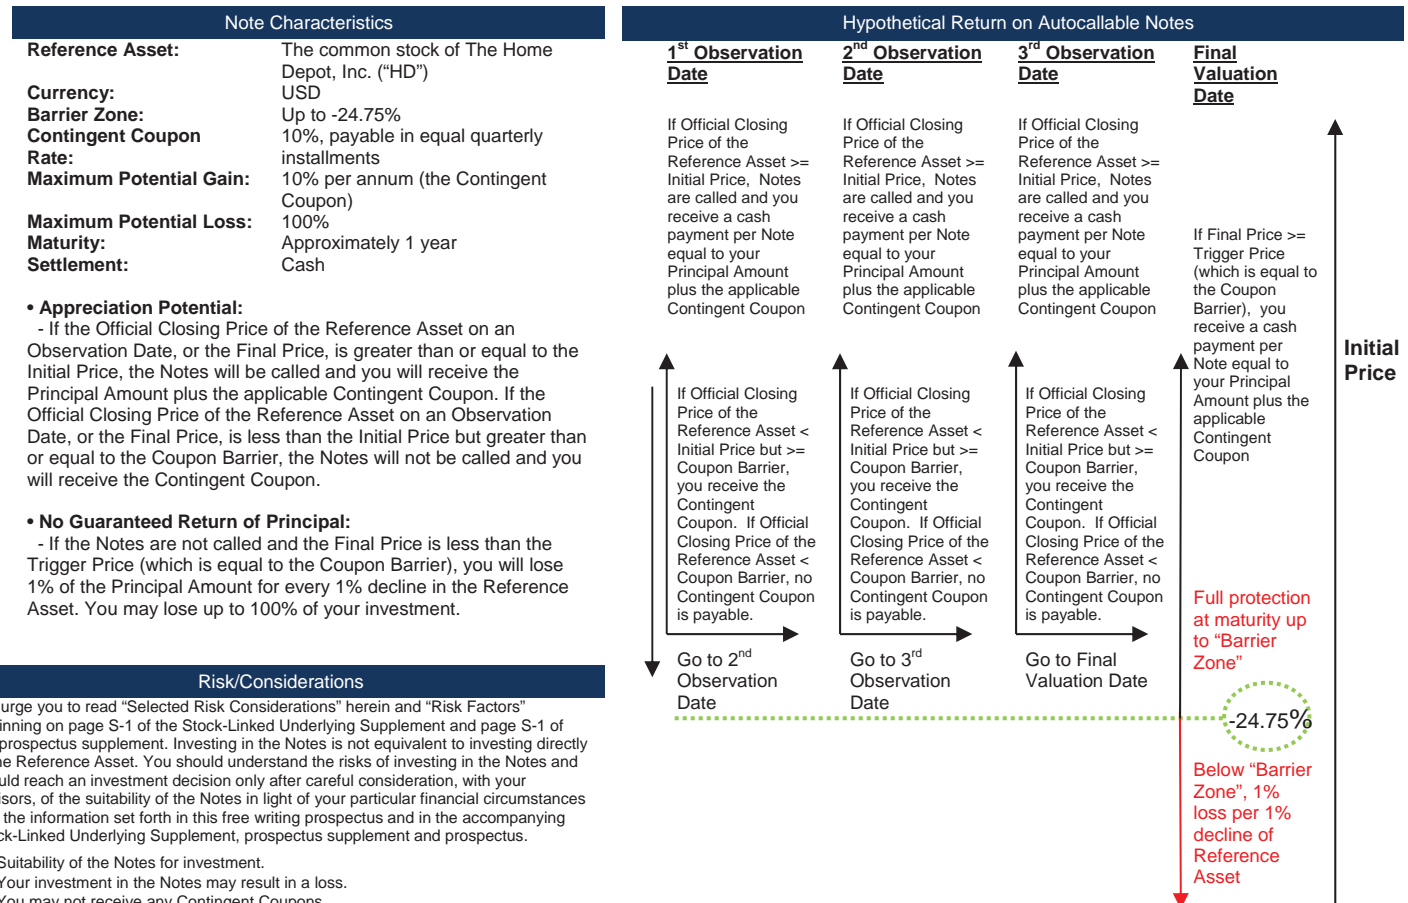 Note Characteristics
Reference Asset: The common stock of The Home
Depot, Inc. (“HD”)
Currency: USD
Barrier Zone: Up to -24.75%
Contingent Coupon 10%, payable in equal quarterly
Rate: installments
Maximum Potential Gain: 10% per annum (the Contingent
Coupon)
Maximum Potential Loss: 100%
Maturity: Approximately 1 year
Settlement: Cash
• Appreciation Potential:
- If the Official Closing Price of the Reference Asset on an
Observation Date, or the Final Price, is greater than or equal to the
Initial Price, the Notes will be called and you will receive the
Principal Amount plus the applicable Contingent Coupon. If the
Official Closing Price of the Reference Asset on an Observation
Date, or the Final Price, is less than the Initial Price but greater than
or equal to the Coupon Barrier, the Notes will not be called and you
will receive the Contingent Coupon.
• No Guaranteed Return of Principal:
- If the Notes are not called and the Final Price is less than the
Trigger Price (which is equal to the Coupon Barrier), you will lose
1% of the Principal Amount for every 1% decline in the Reference
Asset. You may lose up to 100% of your investment.
Risk/Considerations
urge you to read “Selected Risk Considerations” herein and “Risk Factors”
inning on page S-1 of the Stock-Linked Underlying Supplement and page S-1 of
prospectus supplement. Investing in the Notes is not equivalent to investing directly
he Reference Asset. You should understand the risks of investing in the Notes and
uld reach an investment decision only after careful consideration, with your
isors, of the suitability of the Notes in light of your particular financial circumstances
the information set forth in this free writing prospectus and in the accompanying
ck-Linked Underlying Supplement, prospectus supplement and prospectus.
Suitability of the Notes for investment.
Your investment in the Notes may result in a loss.
You may not receive any Contingent Coupons
Hypothetical Return on Autocallable Notes
1st Observation
Date
If Official Closing
Price of the
Reference Asset >=
Initial Price, Notes
are called and you
receive a cash
payment per Note
equal to your
Principal Amount
plus the applicable
Contingent Coupon
If Official Closing
Price of the
Reference Asset <
Initial Price but >=
Coupon Barrier,
you receive the
Contingent
Coupon. If Official
Closing Price of the
Reference Asset <
Coupon Barrier, no
Contingent Coupon
is payable.
Go to 2nd
Observation
Date
2nd Observation
Date
If Official Closing
Price of the
Reference Asset >=
Initial Price, Notes
are called and you
receive a cash
payment per Note
equal to your
Principal Amount
plus the applicable
Contingent Coupon
If Official Closing
Price of the
Reference Asset <
Initial Price but >=
Coupon Barrier,
you receive the
Contingent
Coupon. If Official
Closing Price of the
Reference Asset <
Coupon Barrier, no
Contingent Coupon
is payable.
Go to 3rd
Observation
Date
3rd Observation
Date
If Official Closing
Price of the
Reference Asset >=
Initial Price, Notes
are called and you
receive a cash
payment per Note
equal to your
Principal Amount
plus the applicable
Contingent Coupon
If Official Closing
Price of the
Reference Asset <
Initial Price but >=
Coupon Barrier,
you receive the
Contingent
Coupon. If Official
Closing Price of the
Reference Asset <
Coupon Barrier, no
Contingent Coupon
is payable.
Go to Final
Valuation Date
Final
Valuation
Date
If Final Price >=
Trigger Price
(which is equal to
the Coupon
Barrier), you
receive a cash
payment per
Note equal to
your Principal
Amount plus the
applicable
Contingent
Coupon
Initial
Price
Full protection
at maturity up
to “Barrier
Zone”
-24.75%
Below “Barrier
Zone”, 1%
loss per 1%
decline of
Reference
Asset